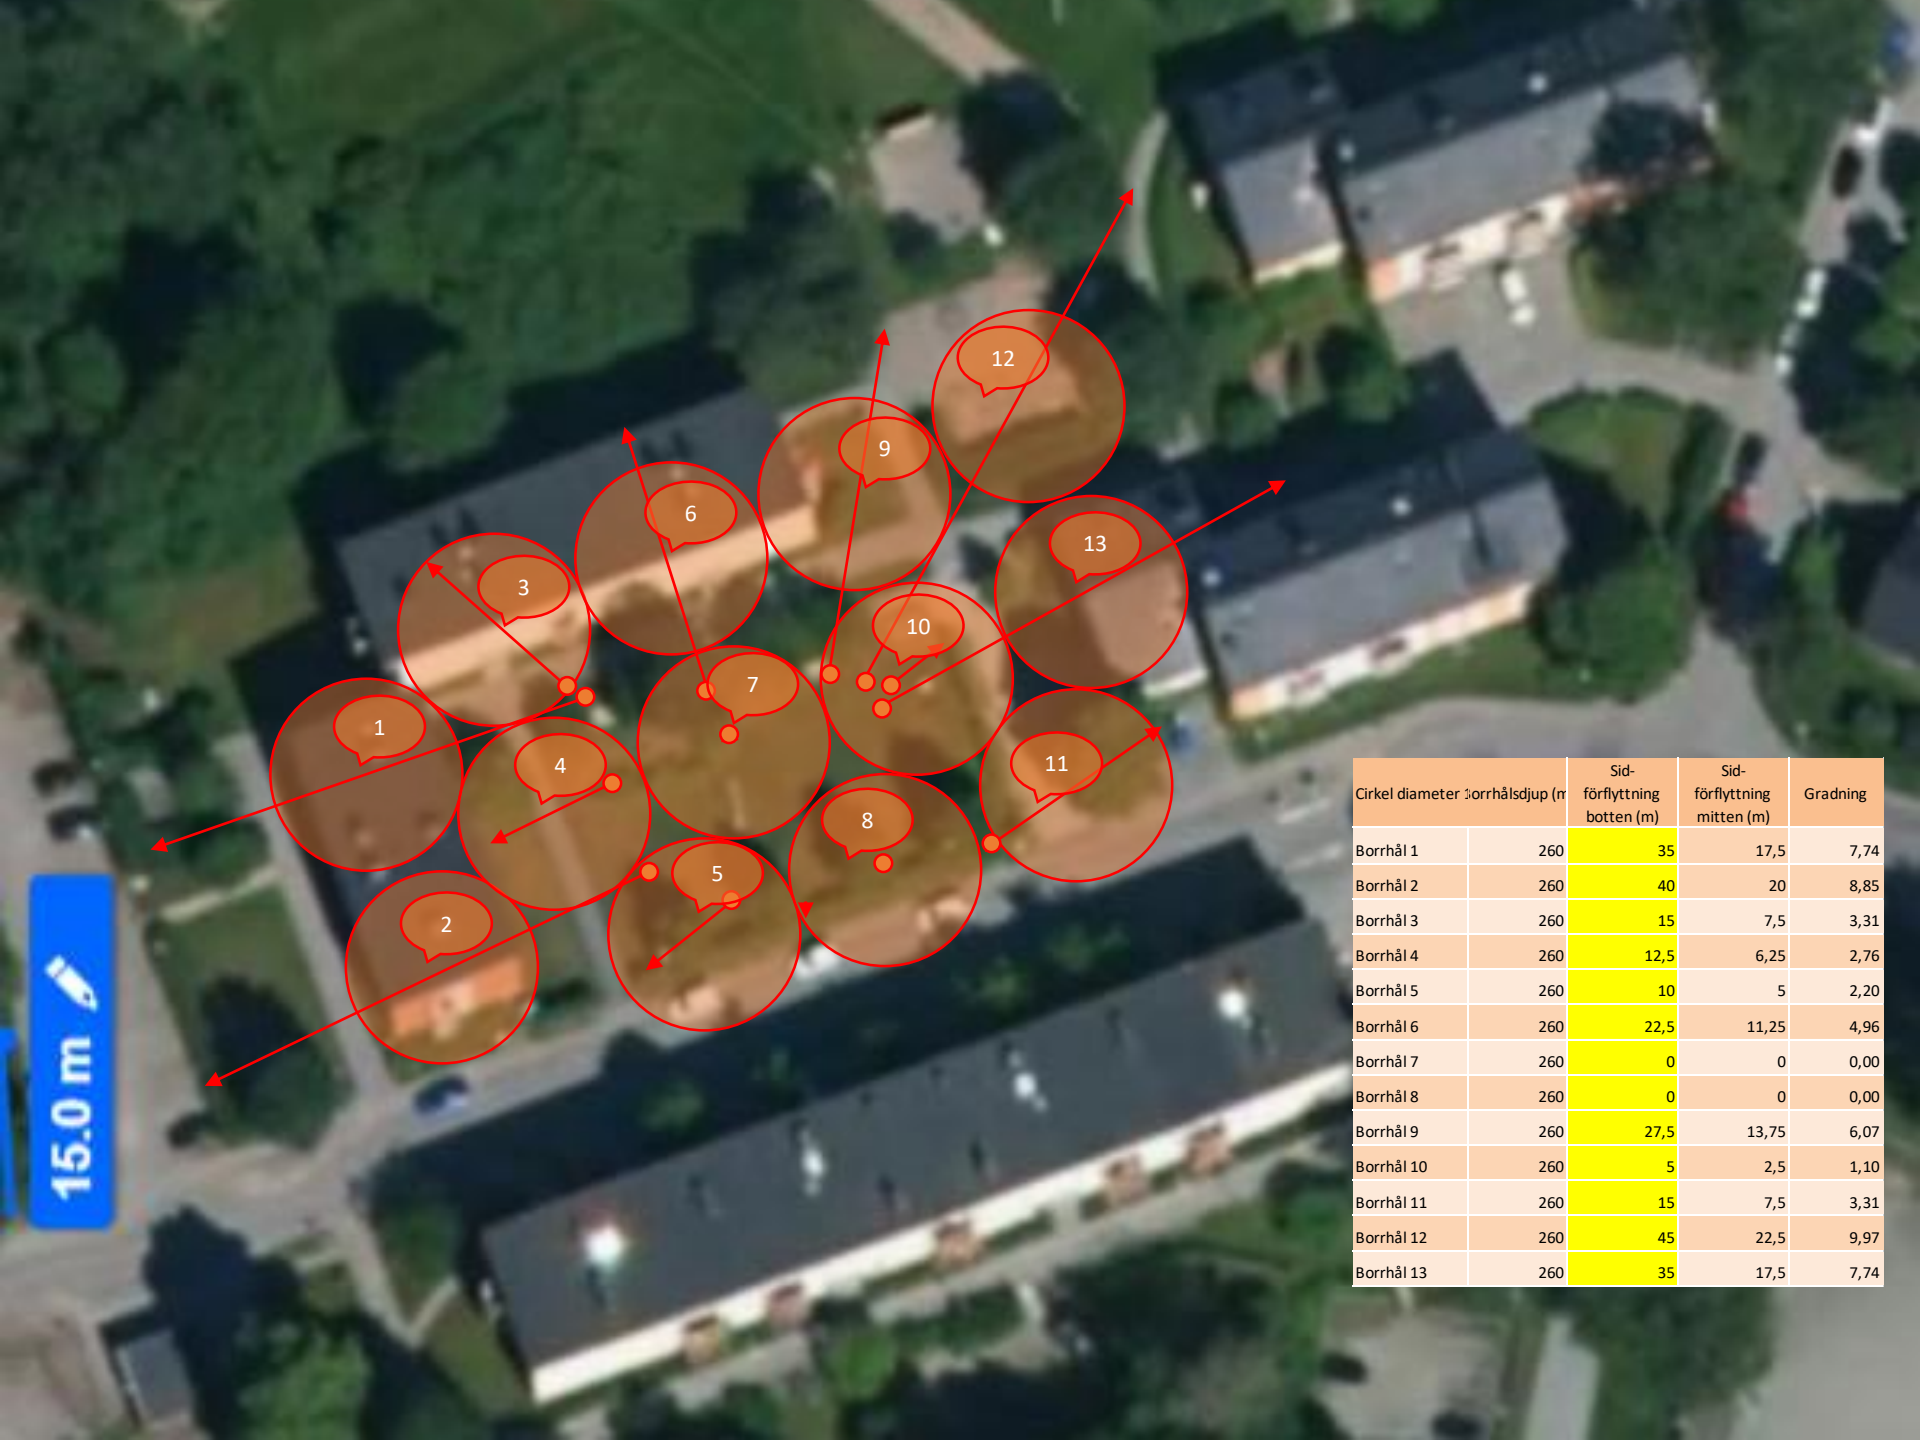 12
9
6
13
3
10
7
1
4
11
8
5
2
15.0 m
Cirkel diameter
Sid-
förflyttning
botten (m)
Sid-
förflyttning
mitten (m)
Gradning
Borrhål 1 260 35 17,5 7,74
Borrhål 2 260 40 20 8,85
Borrhål 3 260 15 7,5 3,31
Borrhål 4 260 12,5 6,25 2,76
Borrhål 5 260 10 5 2,20
Borrhål 6 260 22,5 11,25 4,96
Borrhål 7 260 0 0 0,00
Borrhål 8 260 0 0 0,00
Borrhål 9 260 27,5 13,75 6,07
Borrhål 10 260 5 2,5 1,10
Borrhål 11 260 15 7,5 3,31
Borrhål 12 260 45 22,5 9,97
Borrhål 13 260 35 17,5 7,74